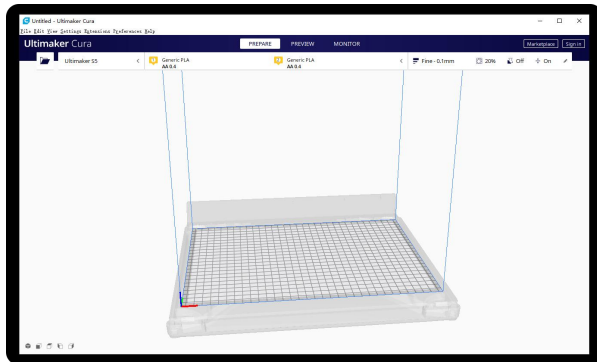 Untitled - Ultimaker Cura
File Edit View Settings Extensions Preferences Help
Ultimaker Cura PREPARE PREVIEW MONITOR Marketplace Sign in
Ultimaker S5 Generic PLA Generic PLA Fine - 0.1mm 20% Off On
AA 0.4 AA 0.4